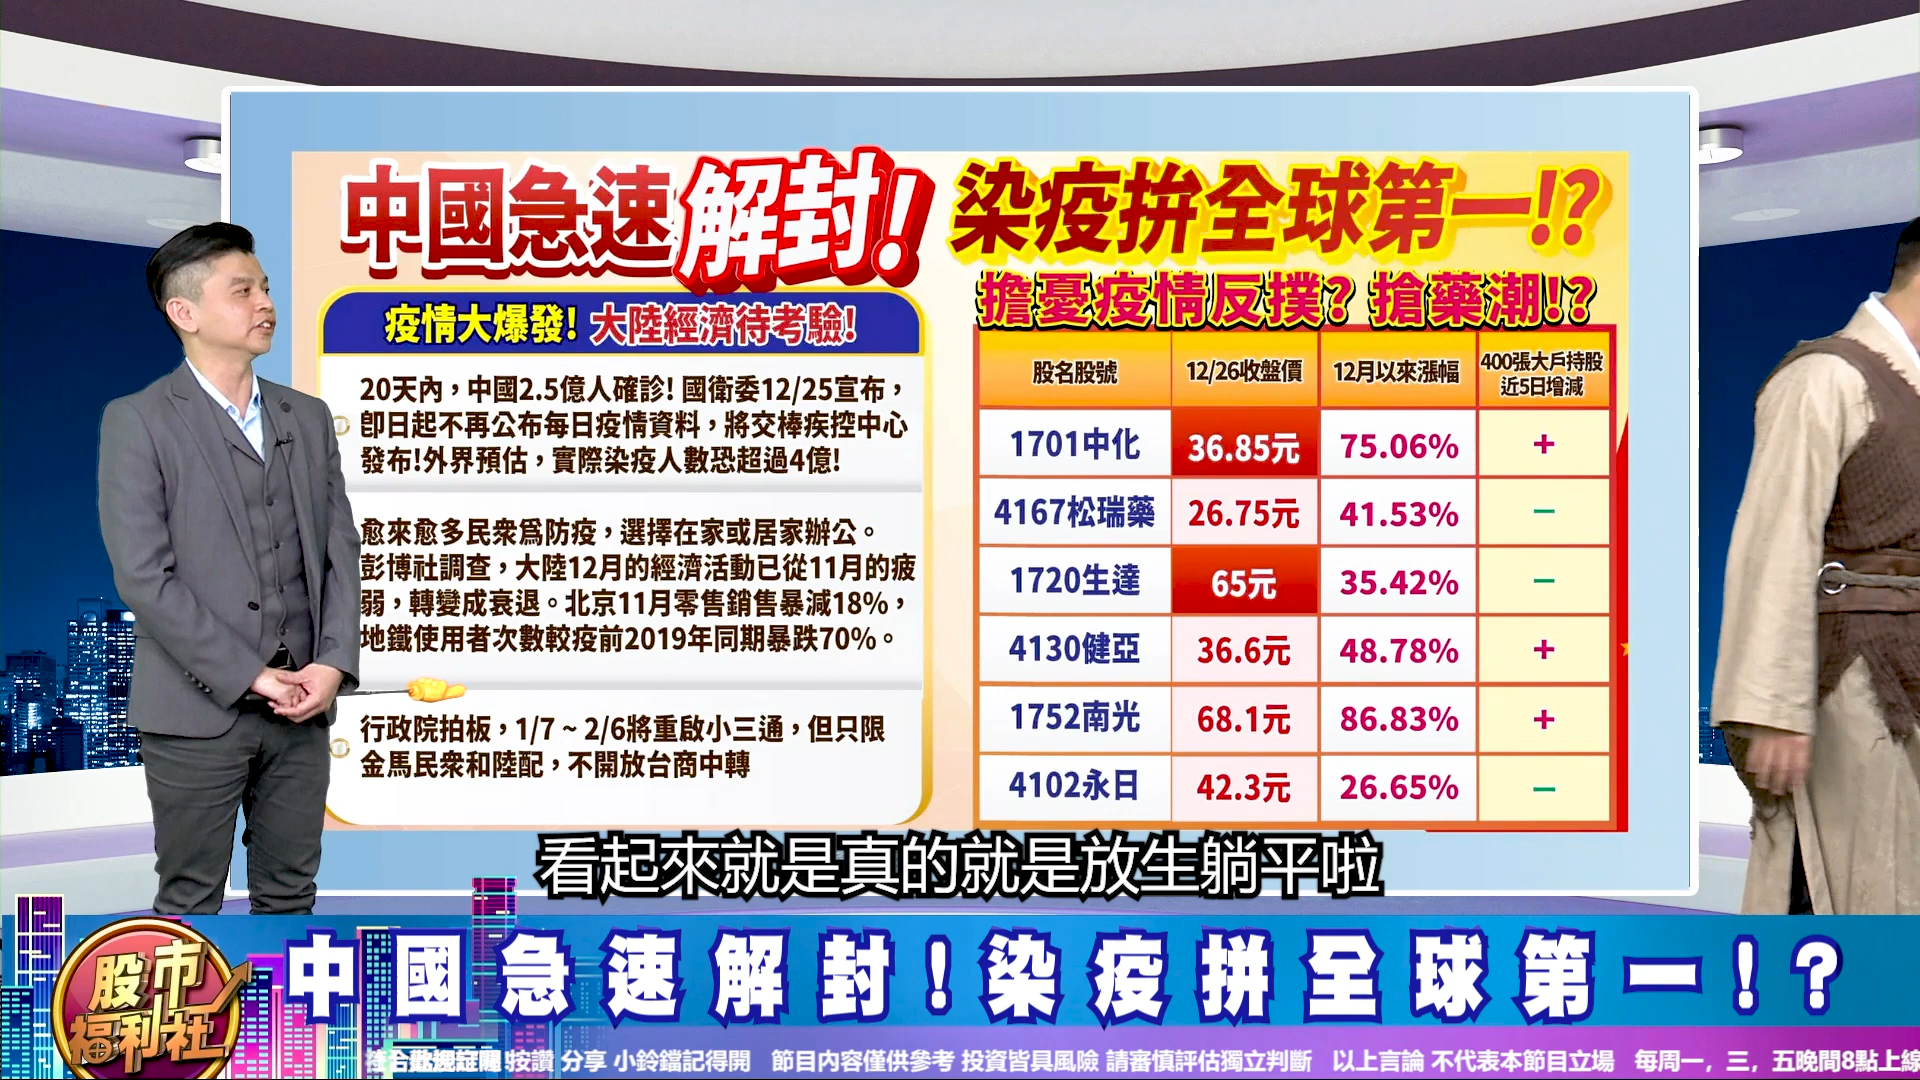 中國急速解封!
染疫拚全球第一!?
疫情大爆發! 大陸經濟待考驗!
20天內，中國2.5億人確診! 國衛委12/25宣布，
即日起不再公布每日疫情資料，將交棒疾控中心
發布!外界預估，實際染疫人數恐超過4億!
愈來愈多民眾為防疫，選擇在家或居家辦公。
彭博社調查，大陸12月的經濟活動已從11月的疲
弱，轉變成衰退。北京11月零售銷售暴減18%，
地鐵使用者次數較疫前2019年同期暴跌70%。
行政院拍板，1/7 ~ 2/6將重啟小三通，但只限
金馬民眾和陸配，不開放台商中轉
擔憂疫情反撲? 搶藥潮!?
股名股號 12/26收盤價 12月以來漲幅 400張大戶持股
近5日增減
1701中化 36.85元 75.06% +
4167松瑞藥 26.75元 41.53% −
1720生達 65元 35.42% −
4130健亞 36.6元 48.78% +
1752南光 68.1元 86.83% +
4102永日 42.3元 26.65% −
看起來就是真的就是放生躺平啦
股市
福利社
中國急速解封!染疫拼全球第一!?
按讚 分享 小鈴鐺記得開 節目內容僅供參考 投資皆具風險 請審慎評估獨立判斷 以上言論 不代表本節目立場 每周一，三，五晚間8點上線